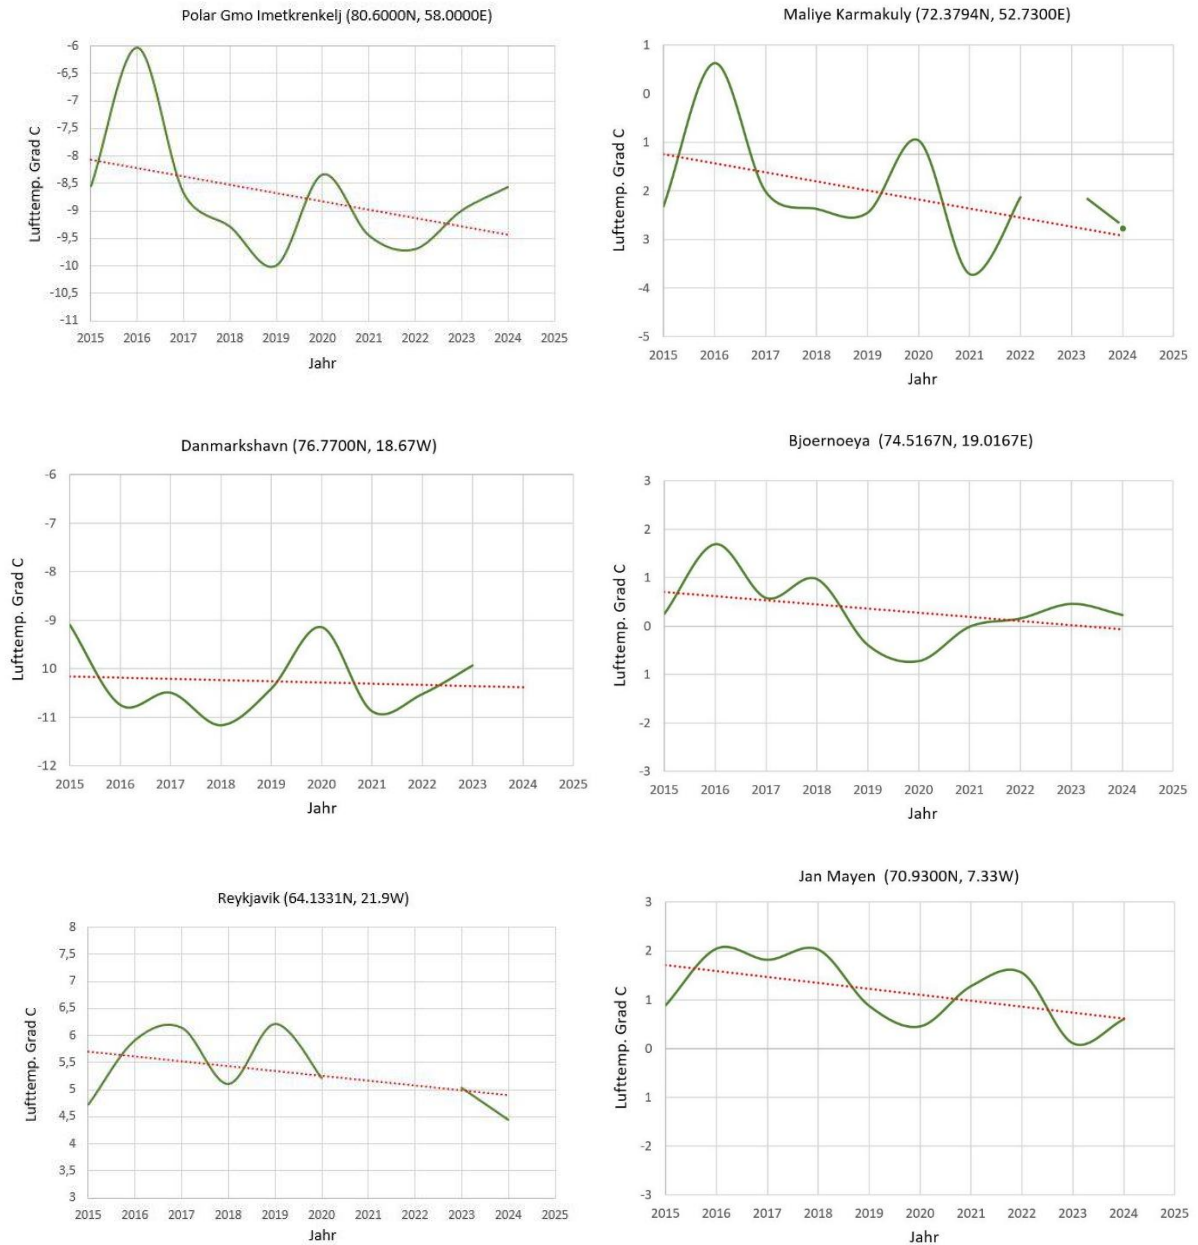 Polar Gmo Imetkrenkelj (80.6000N, 58.0000E)
Lufttemp. Grad C
-6
-6,5
-7
-7,5
-8
-8,5
-9
-9,5
-10
-10,5
-11
2015 2016 2017 2018 2019 2020 2021 2022 2023 2024 2025
Jahr
Maliye Karmakuly (72.3794N, 52.7300E)
Lufttemp. Grad C
1
0
1
2
3
-4
-5
2015 2016 2017 2018 2019 2020 2021 2022 2023 2024 2025
Jahr
Danmarkshavn (76.7700N, 18.67W)
Lufttemp. Grad C
-6
-7
-8
-9
10
-11
-12
2015 2016 2017 2018 2019 2020 2021 2022 2023 2024 2025
Jahr
Bjoernoeya (74.5167N, 19.0167E)
Lufttemp. Grad C
3
2
1
0
1
-2
-3
2015 2016 2017 2018 2019 2020 2021 2022 2023 2024 2025
Jahr
Reykjavik (64.1331N, 21.9W)
Lufttemp. Grad C
8
7,5
7
6,5
6
5,5
5
4,5
4
3,5
3
2015 2016 2017 2018 2019 2020 2021 2022 2023 2024 2025
Jahr
Jan Mayen (70.9300N, 7.33W)
Lufttemp. Grad C
3
2
1
0
1
-2
-3
2015 2016 2017 2018 2019 2020 2021 2022 2023 2024 2025
Jahr